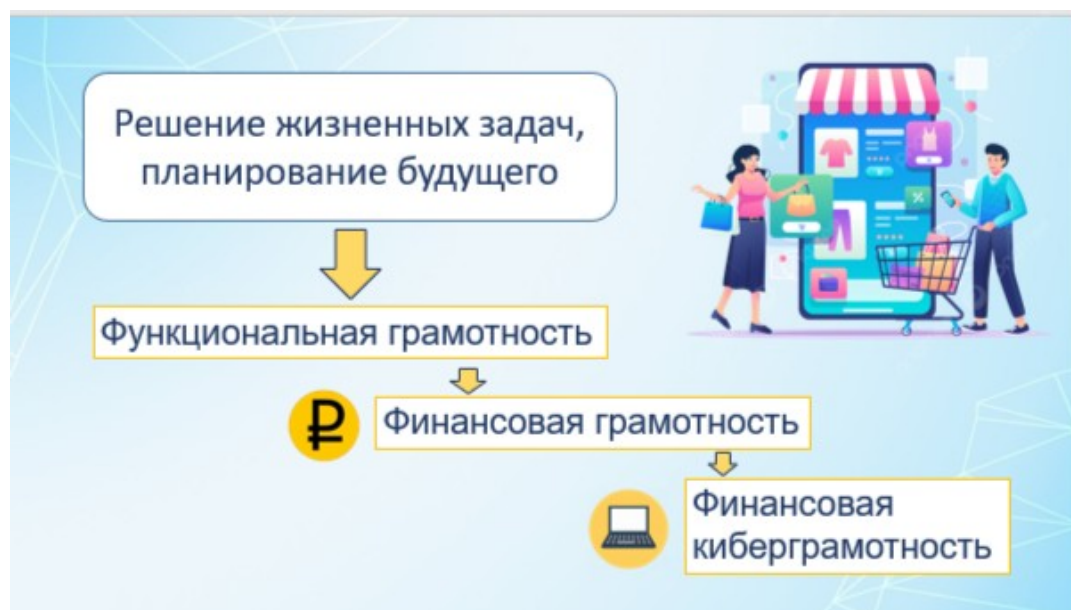 Решение жизненных задач,
планирование будущего
Функциональная грамотность
Финансовая грамотность
Финансовая
киберграмотность